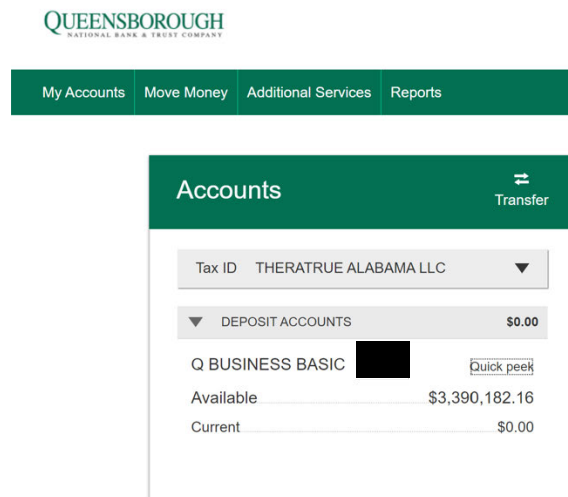 QUEENSBOROUGH
NATIONAL BANK & TRUST COMPANY
My Accounts Move Money Additional Services Reports
Accounts
Transfer
Tax ID THERATRUE ALABAMA LLC
DEPOSIT ACCOUNTS $0.00
Q BUSINESS BASIC Quick peek
Available $3,390,182.16
Current $0.00